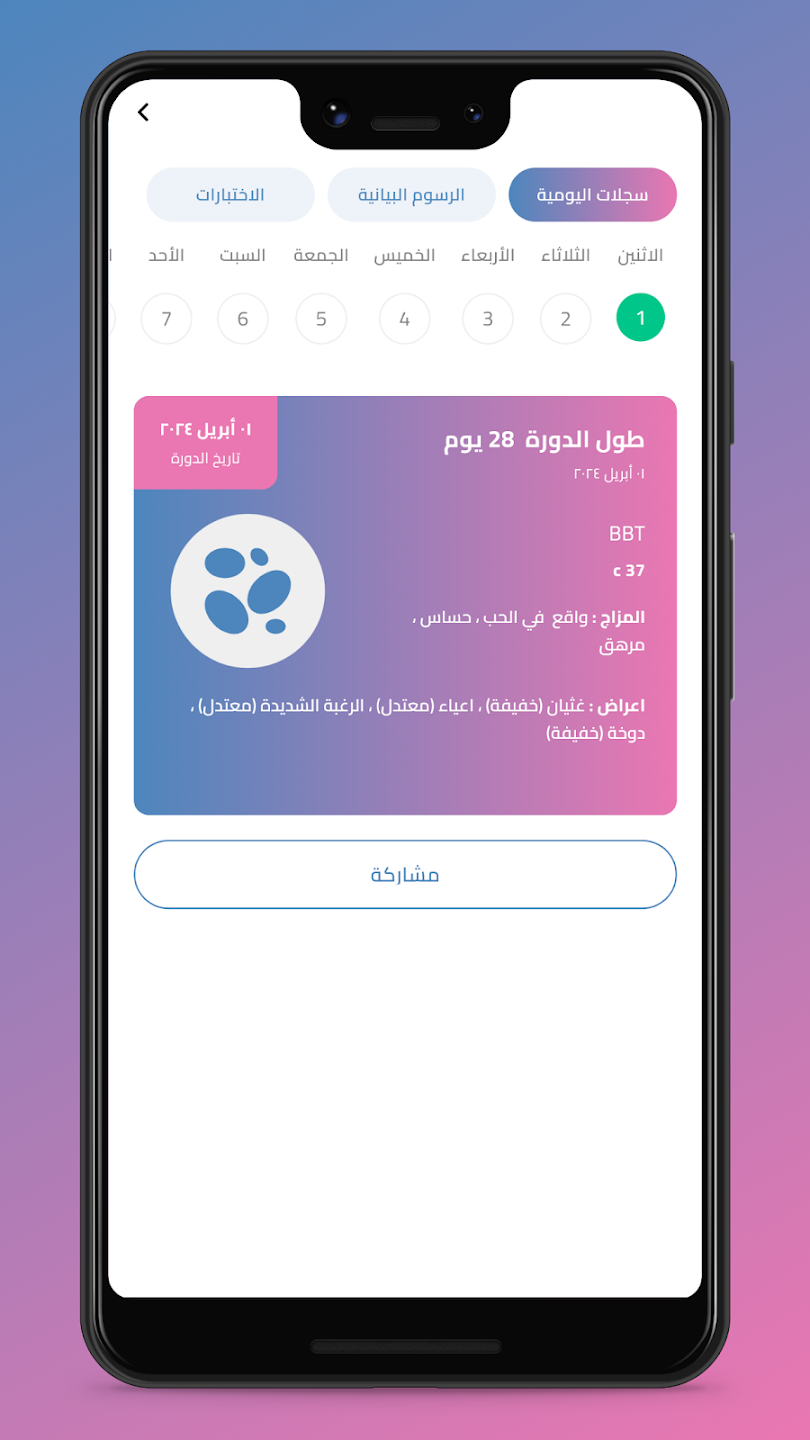 سجلات اليومية
الرسوم البيانية
الاختبارات
الاثنين
الثلاثاء
الأربعاء
الخميس
الجمعة
السبت
الأحد
ا
1
2
3
4
5
6
7
طول الدورة 28 يوم
٠١ أبريل ٢٠٢٤
٠١ أبريل ٢٠٢٤
تاريخ الدورة
BBT
37 c
المزاج : واقع في الحب ، حساس ،
مرهق
اعراض : غثيان (خفيفة) ، اعياء (معتدل) ، الرغبة الشديدة (معتدل) ،
دوخة (خفيفة)
مشاركة